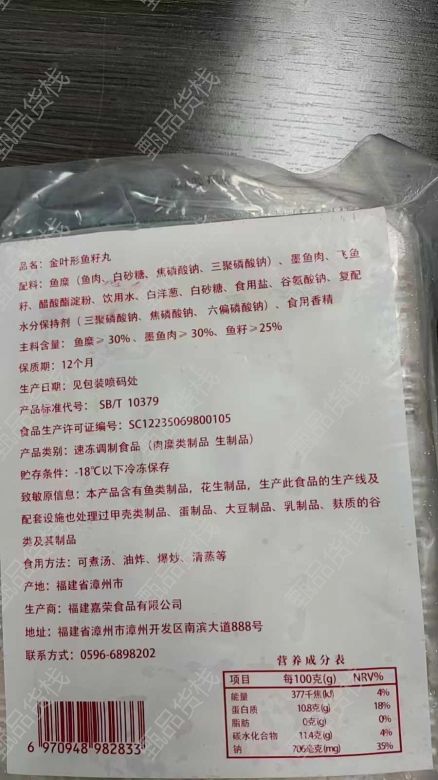 品名：金叶形鱼籽丸
配料：鱼糜（鱼肉、白砂糖、焦磷酸钠、三聚磷酸钠）、墨鱼肉、飞鱼
籽、醋酸酯淀粉、饮用水、白洋葱、白砂糖、食用盐、谷氨酸钠、复配
水分保持剂（三聚磷酸钠、焦磷酸钠、六偏磷酸钠）、食用香精
主料含量：鱼糜≥30%、墨鱼肉≥30%、鱼籽≥25%
保质期：12个月
生产日期：见包装喷码处
产品标准代号：SB/T 10379
食品生产许可证编号：SC12235069800105
产品类别：速冻调制食品（肉糜类制品 生制品）
贮存条件：-18℃以下冷冻保存
致敏原信息：本产品含有鱼类制品，花生制品，生产此食品的生产线及
配套设施也处理过甲壳类制品、蛋制品、大豆制品、乳制品、麸质的谷
类及其制品
食用方法：可煮汤、油炸、爆炒、清蒸等
产地：福建省漳州市
生产商：福建嘉荣食品有限公司
地址：福建省漳州市漳州开发区南滨大道888号
联系方式：0596-6898202
营养成分表
项目 每100克(g) NRV%
能量 377千焦(kJ) 4%
蛋白质 10.8克(g) 18%
脂肪 0克(g) 0%
碳水化合物 11.4克(g) 4%
钠 706毫克(mg) 35%
6 970948 982833
甄品货栈